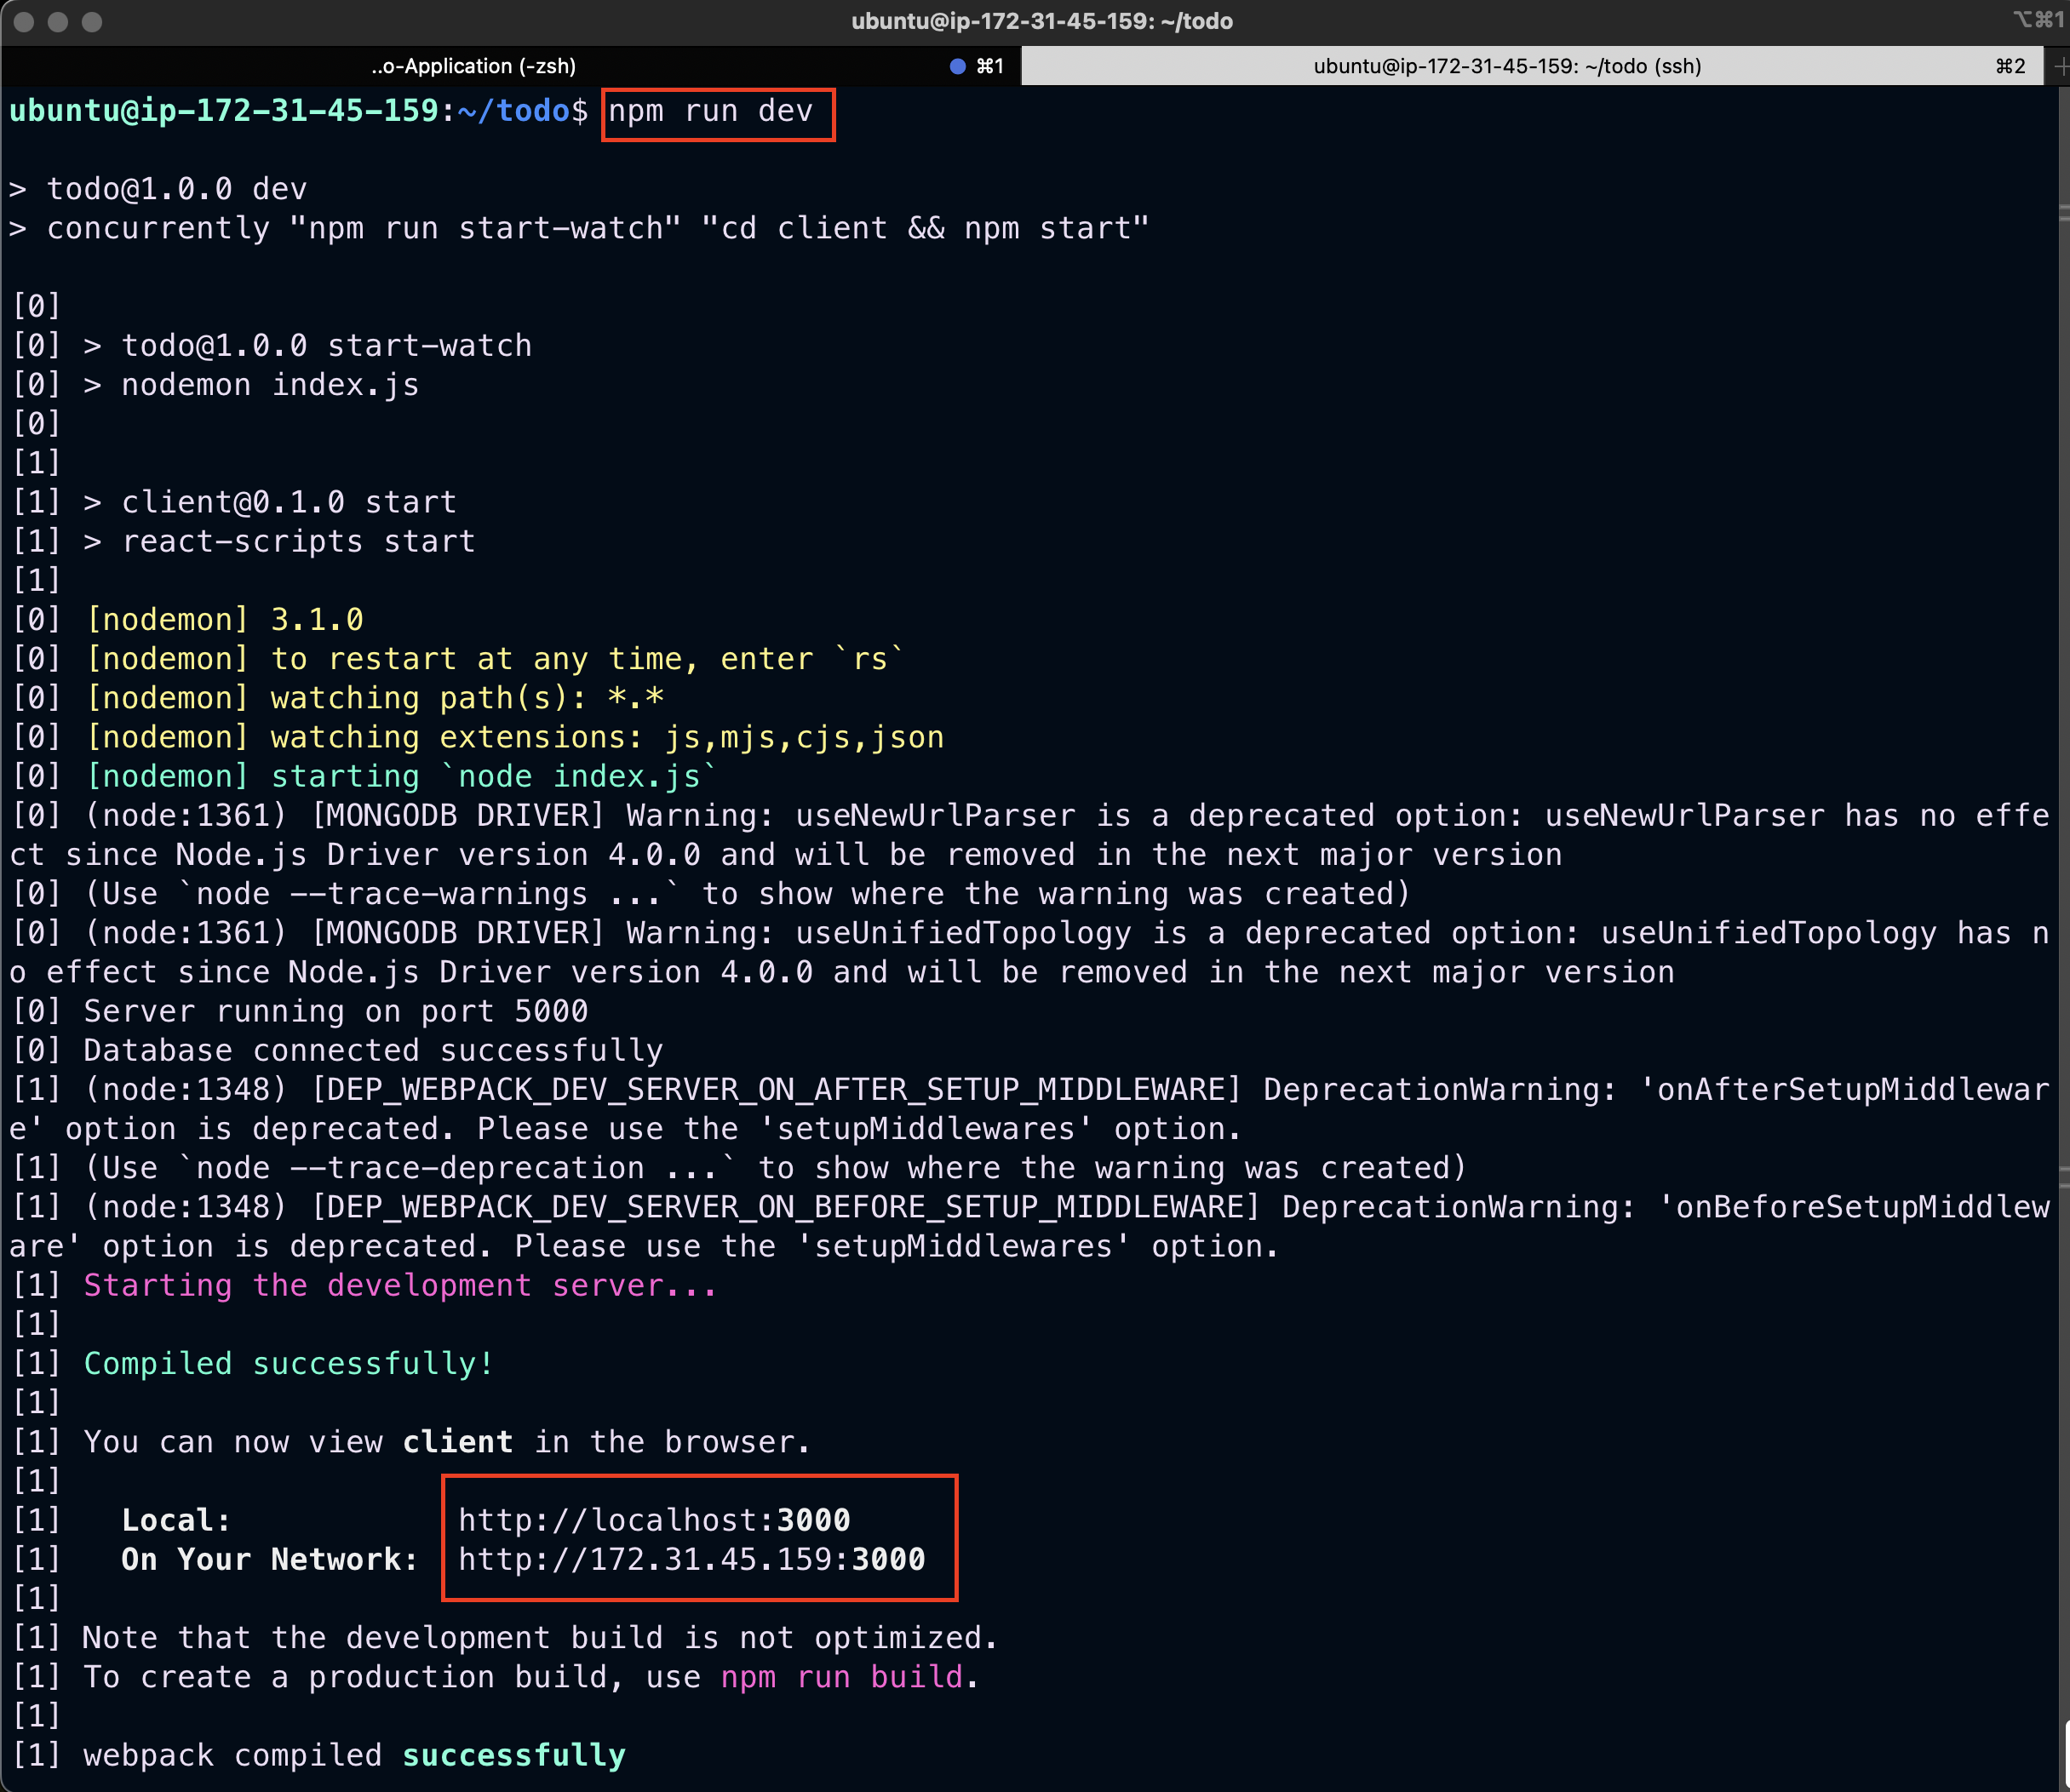 ubuntu@ip-172-31-45-159: ~/todo
⌥⌘1
..o-Application (-zsh)
⌘1
ubuntu@ip-172-31-45-159: ~/todo (ssh)
⌘2
ubuntu@ip-172-31-45-159:~/todo$ npm run dev
> todo@1.0.0 dev
> concurrently "npm run start-watch" "cd client && npm start"
[0]
[0] > todo@1.0.0 start-watch
[0] > nodemon index.js
[0]
[1]
[1] > client@0.1.0 start
[1] > react-scripts start
[1]
[0] [nodemon] 3.1.0
[0] [nodemon] to restart at any time, enter `rs`
[0] [nodemon] watching path(s): *.*
[0] [nodemon] watching extensions: js,mjs,cjs,json
[0] [nodemon] starting `node index.js`
[0] (node:1361) [MONGODB DRIVER] Warning: useNewUrlParser is a deprecated option: useNewUrlParser has no effe
ct since Node.js Driver version 4.0.0 and will be removed in the next major version
[0] (Use `node --trace-warnings ...` to show where the warning was created)
[0] (node:1361) [MONGODB DRIVER] Warning: useUnifiedTopology is a deprecated option: useUnifiedTopology has n
o effect since Node.js Driver version 4.0.0 and will be removed in the next major version
[0] Server running on port 5000
[0] Database connected successfully
[1] (node:1348) [DEP_WEBPACK_DEV_SERVER_ON_AFTER_SETUP_MIDDLEWARE] DeprecationWarning: 'onAfterSetupMiddlewar
e' option is deprecated. Please use the 'setupMiddlewares' option.
[1] (Use `node --trace-deprecation ...` to show where the warning was created)
[1] (node:1348) [DEP_WEBPACK_DEV_SERVER_ON_BEFORE_SETUP_MIDDLEWARE] DeprecationWarning: 'onBeforeSetupMiddlew
are' option is deprecated. Please use the 'setupMiddlewares' option.
[1] Starting the development server...
[1]
[1] Compiled successfully!
[1]
[1] You can now view client in the browser.
[1]
[1]   Local:            http://localhost:3000
[1]   On Your Network:  http://172.31.45.159:3000
[1]
[1] Note that the development build is not optimized.
[1] To create a production build, use npm run build.
[1]
[1] webpack compiled successfully